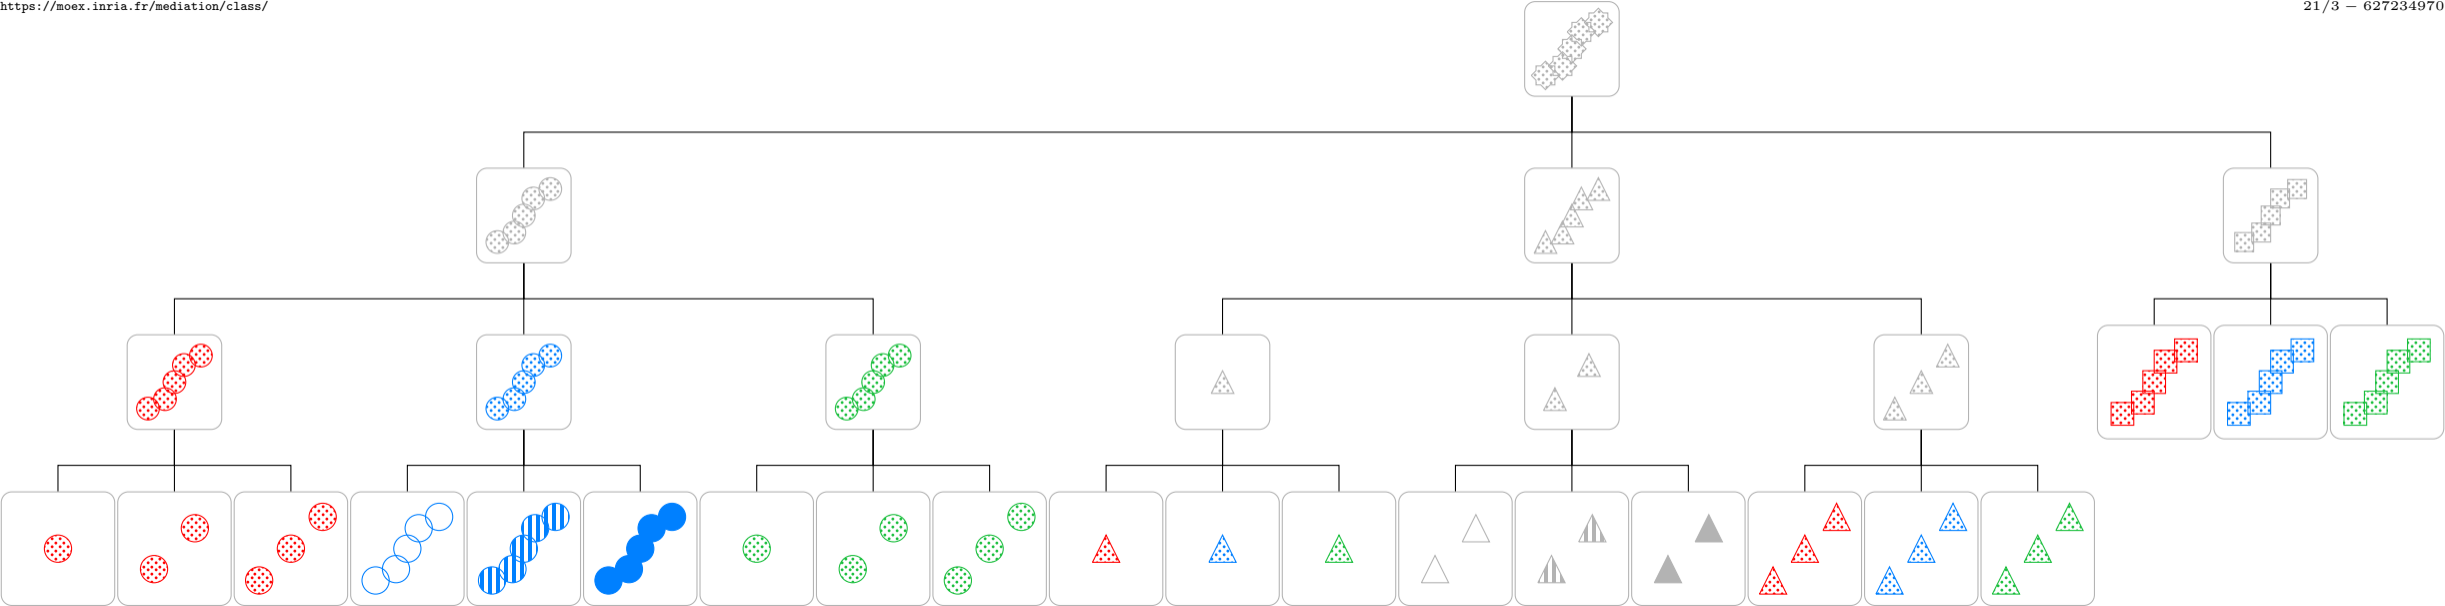 https://moex.inria.fr/mediation/class/
21/3 – 627234970